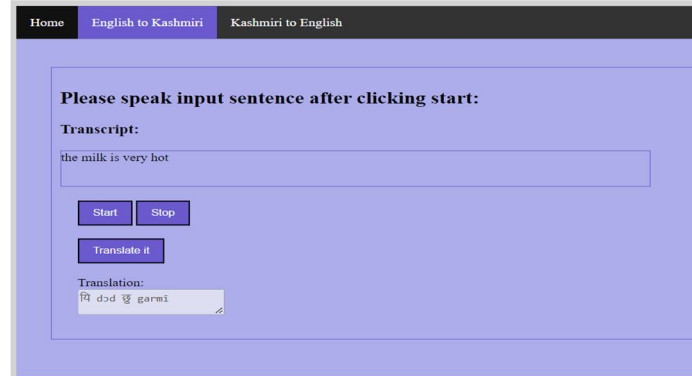 Home English to Kashmiri Kashmiri to English
Please speak input sentence after clicking start:
Transcript:
the milk is very hot
Start Stop
Translate it
Translation:
यि dɔd छु garmī